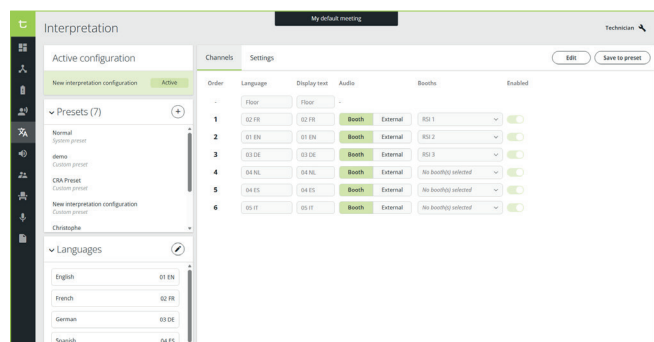 My default meeting
Interpretation
Technician
Active configuration
New interpretation configuration Active
Presets (7)
Normal
System preset
demo
Custom preset
CRA Preset
Custom preset
New interpretation configuration
Custom preset
Christophe
Languages
English 01 EN
French 02 FR
German 03 DE
Spanish 04 ES
Channels Settings Edit Save to preset
Order Language Display text Audio Booths Enabled
- Floor Floor -
1 02 FR 02 FR Booth External RSI 1
2 01 EN 01 EN Booth External RSI 2
3 03 DE 03 DE Booth External RSI 3
4 04 NL 04 NL Booth External No booth(s) selected
5 04 ES 04 ES Booth External No booth(s) selected
6 05 IT 05 IT Booth External No booth(s) selected